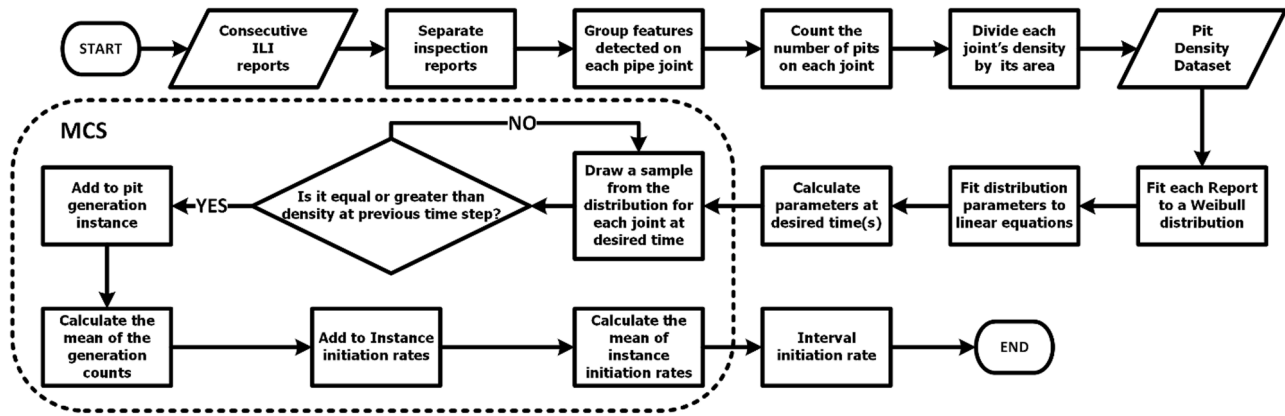 START
Consecutive
ILI
reports
Separate
inspection
reports
Group features
detected on
each pipe joint
Count the
number of pits
on each joint
Divide each
joint's density
by its area
Pit
Density
Dataset
MCS
NO
Add to pit
generation
instance
YES
Is it equal or greater than
density at previous time step?
Draw a sample
from the
distribution for
each joint at
desired time
Calculate
parameters at
desired time(s)
Fit distribution
parameters to
linear equations
Fit each Report
to a Weibull
distribution
Calculate the
mean of the
generation
counts
Add to Instance
initiation rates
Calculate the
mean of
instance
initiation rates
Interval
initiation rate
END